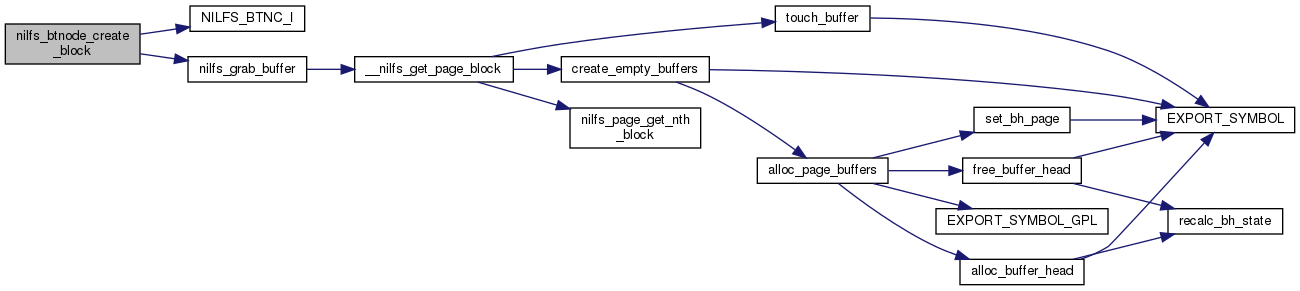 nilfs_btnode_create
_block
NILFS_BTNC_I
nilfs_grab_buffer
__nilfs_get_page_block
touch_buffer
create_empty_buffers
nilfs_page_get_nth
_block
alloc_page_buffers
set_bh_page
free_buffer_head
EXPORT_SYMBOL_GPL
alloc_buffer_head
EXPORT_SYMBOL
recalc_bh_state